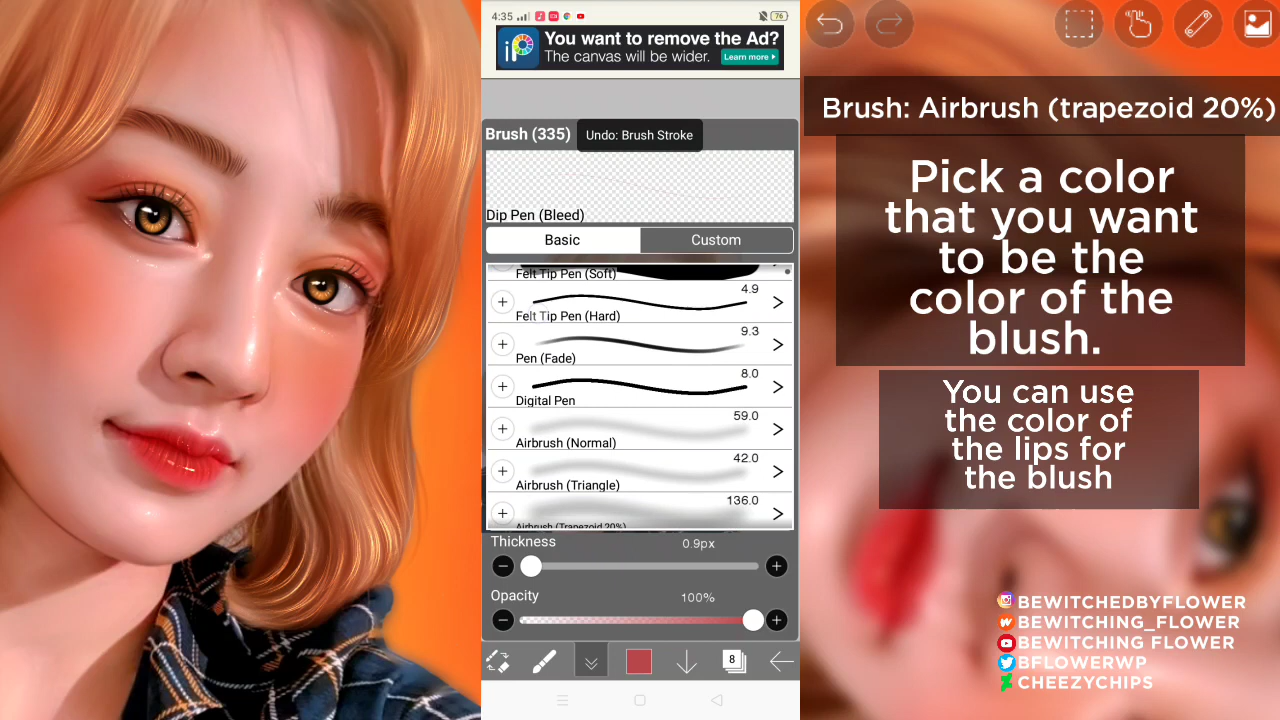 4:35
76
You want to remove the Ad?
The canvas will be wider.
Learn more
Brush (335)
Undo: Brush Stroke
Dip Pen (Bleed)
Basic
Custom
Felt Tip Pen (Soft)
4.9
Felt Tip Pen (Hard)
9.3
Pen (Fade)
8.0
Digital Pen
59.0
Airbrush (Normal)
42.0
Airbrush (Triangle)
136.0
Airbrush (Trapezoid 20%)
Thickness
0.9px
Opacity
100%
8
Brush: Airbrush (trapezoid 20%)
Pick a color
that you want
to be the
color of the
blush.
You can use
the color of
the lips for
the blush
BEWITCHEDBYFLOWER
BEWITCHING_FLOWER
BEWITCHING FLOWER
BFLOWERWP
CHEEZYCHIPS